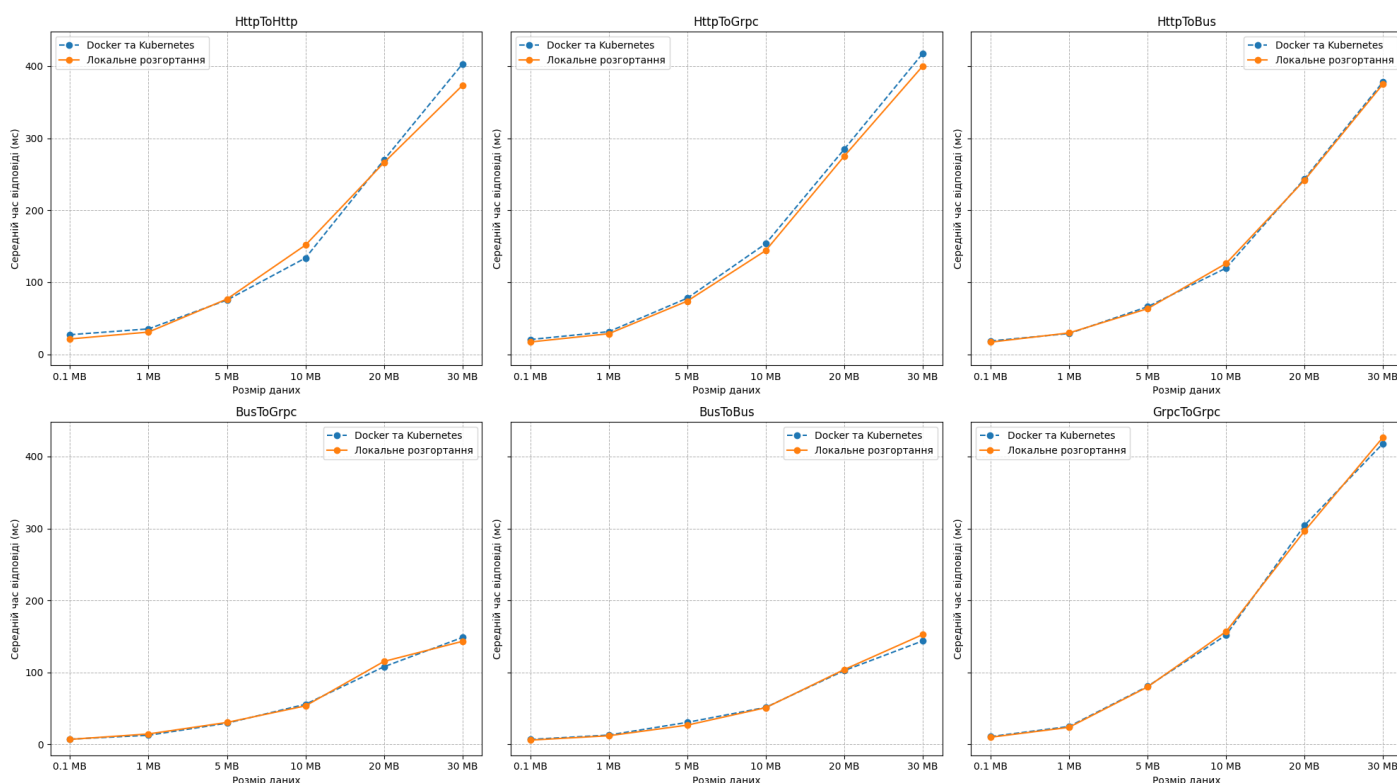 HttpToHttp
Docker та Kubernetes
Локальне розгортання
Середній час відповіді (мс)
400
300
200
100
0
0.1 MB
1 MB
5 MB
10 MB
20 MB
30 MB
Розмір даних
HttpToGrpc
Docker та Kubernetes
Локальне розгортання
Середній час відповіді (мс)
0.1 MB
1 MB
5 MB
10 MB
20 MB
30 MB
Розмір даних
HttpToBus
Docker та Kubernetes
Локальне розгортання
Середній час відповіді (мс)
0.1 MB
1 MB
5 MB
10 MB
20 MB
30 MB
Розмір даних
BusToGrpc
Docker та Kubernetes
Локальне розгортання
Середній час відповіді (мс)
400
300
200
100
0
0.1 MB
1 MB
5 MB
10 MB
20 MB
30 MB
Розмір даних
BusToBus
Docker та Kubernetes
Локальне розгортання
Середній час відповіді (мс)
0.1 MB
1 MB
5 MB
10 MB
20 MB
30 MB
Розмір даних
GrpcToGrpc
Docker та Kubernetes
Локальне розгортання
Середній час відповіді (мс)
0.1 MB
1 MB
5 MB
10 MB
20 MB
30 MB
Розмір даних